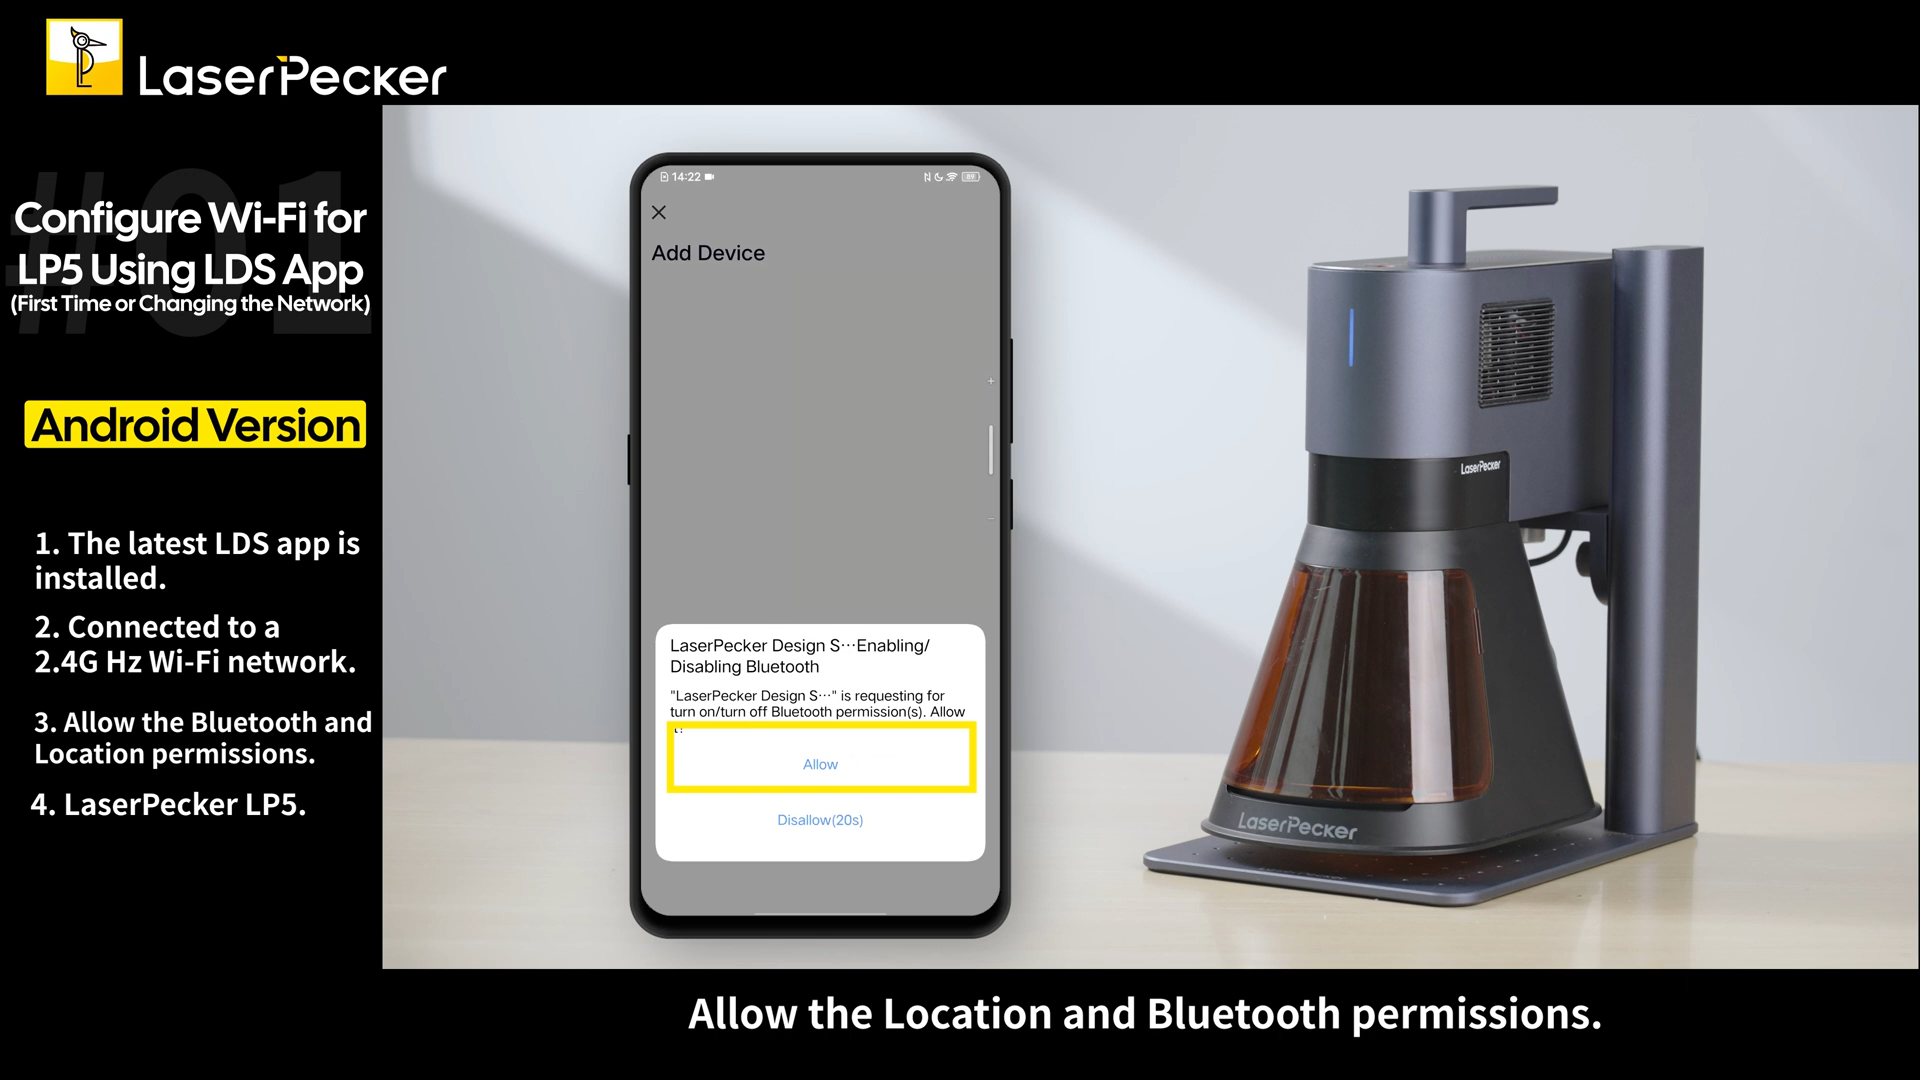 LaserPecker
#01
Configure Wi-Fi for
LP5 Using LDS App
(First Time or Changing the Network)
Android Version
1. The latest LDS app is
installed.
2. Connected to a
2.4G Hz Wi-Fi network.
3. Allow the Bluetooth and
Location permissions.
4. LaserPecker LP5.
14:22
89
Add Device
LaserPecker Design S···Enabling/
Disabling Bluetooth
"LaserPecker Design S···" is requesting for
turn on/turn off Bluetooth permission(s). Allow
Allow
Disallow(20s)
LaserPecker
LaserPecker
Allow the Location and Bluetooth permissions.